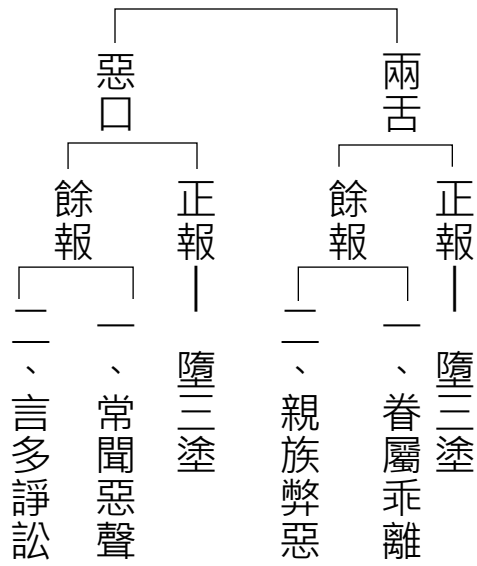 兩舌
正報
墮三塗
餘報
一、眷屬乖離
二、親族弊惡
惡口
正報
墮三塗
餘報
一、常聞惡聲
二、言多諍訟